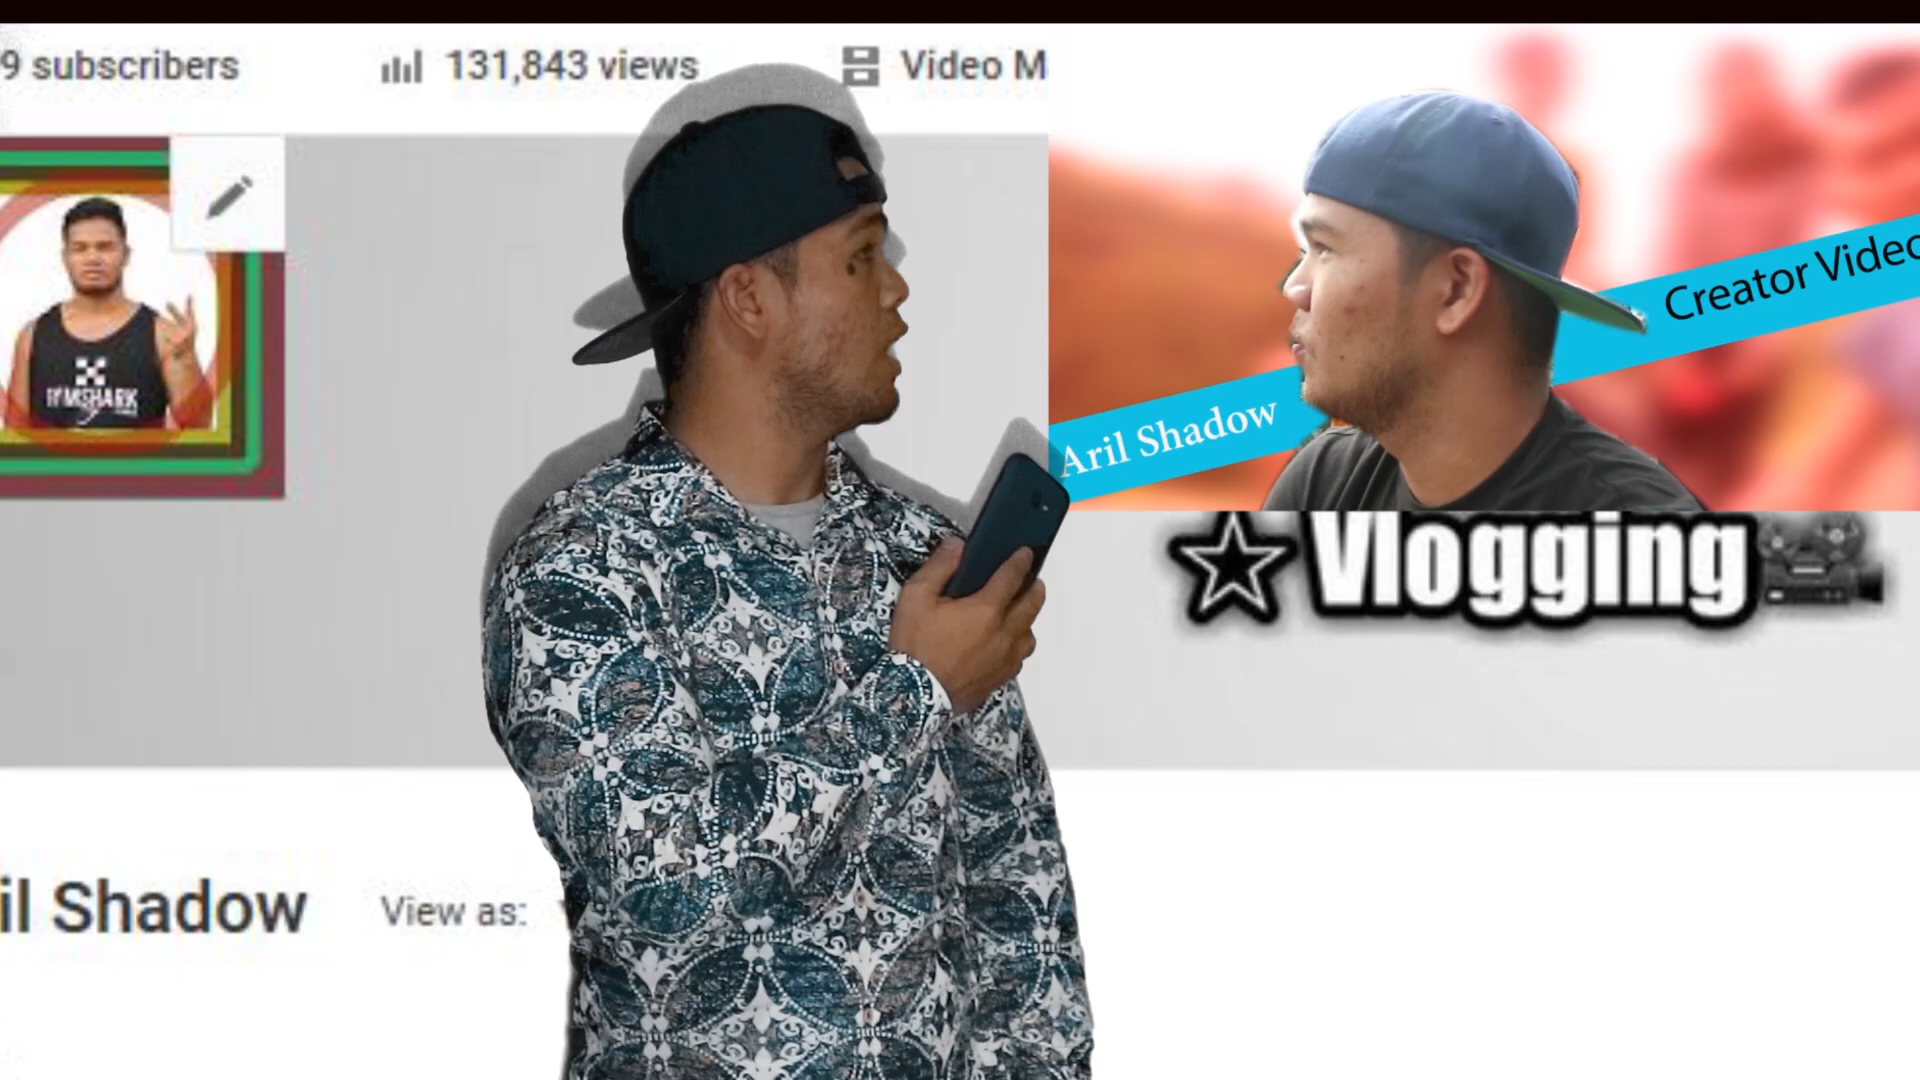 9 subscribers
131,843 views
Video M
Creator Video
Aril Shadow
GYMSHARK
Vlogging
il Shadow
View as: